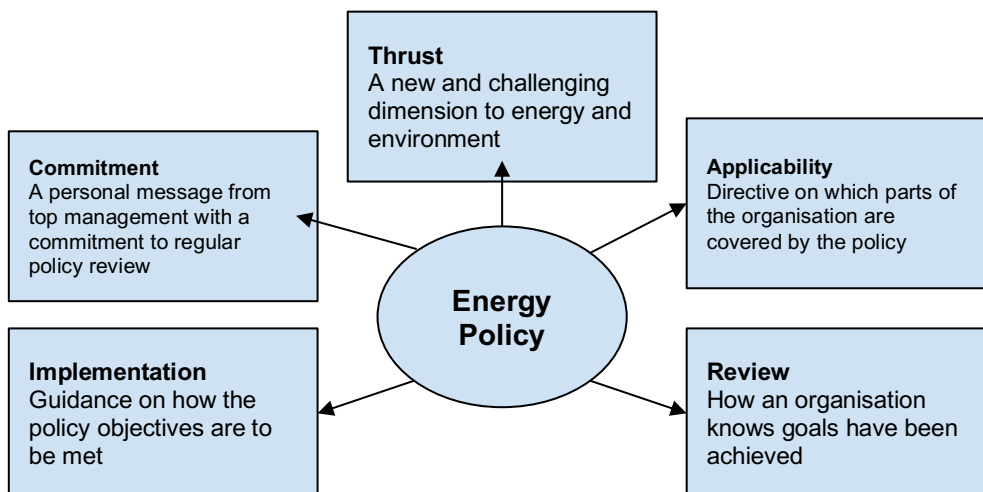 Thrust
A new and challenging
dimension to energy and
environment
Commitment
A personal message from
top management with a
commitment to regular
policy review
Applicability
Directive on which parts of
the organisation are
covered by the policy
Energy
Policy
Implementation
Guidance on how the
policy objectives are to
be met
Review
How an organisation
knows goals have been
achieved